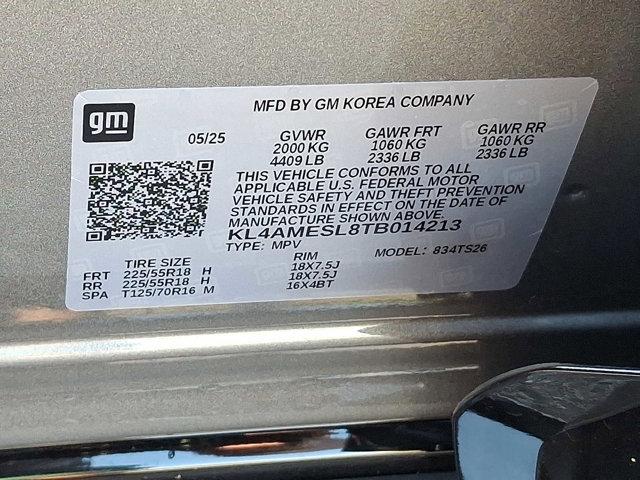 gm
MFD BY GM KOREA COMPANY
05/25 GVWR GAWR FRT GAWR RR
2000 KG 1060 KG 1060 KG
4409 LB 2336 LB 2336 LB
THIS VEHICLE CONFORMS TO ALL
APPLICABLE U.S. FEDERAL MOTOR
VEHICLE SAFETY AND THEFT PREVENTION
STANDARDS IN EFFECT ON THE DATE OF
MANUFACTURE SHOWN ABOVE.
KL4AMESL8TB014213
TYPE: MPV MODEL: 834TS26
TIRE SIZE RIM
FRT 225/55R18 H 18X7.5J
RR 225/55R18 H 18X7.5J
SPA T125/70R16 M 16X4BT